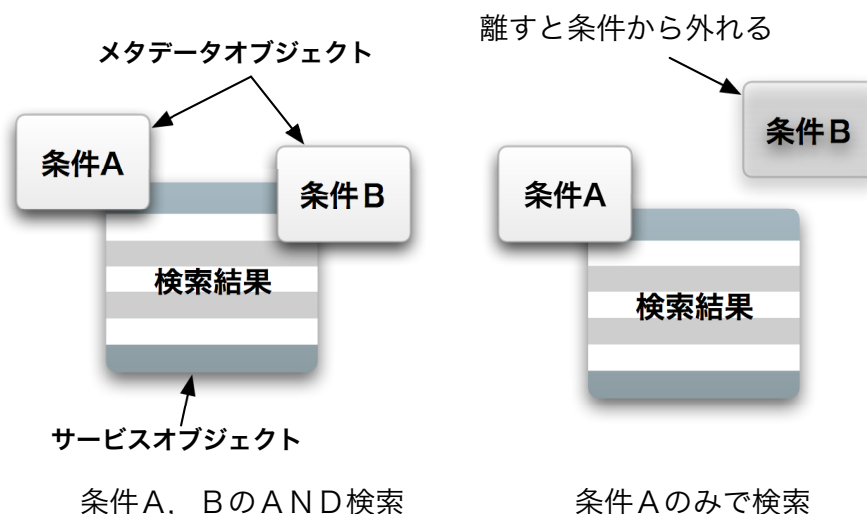 メタデータオブジェクト
条件A
条件B
検索結果
サービスオブジェクト
条件A，BのAND検索
離すと条件から外れる
条件B
条件A
検索結果
条件Aのみで検索